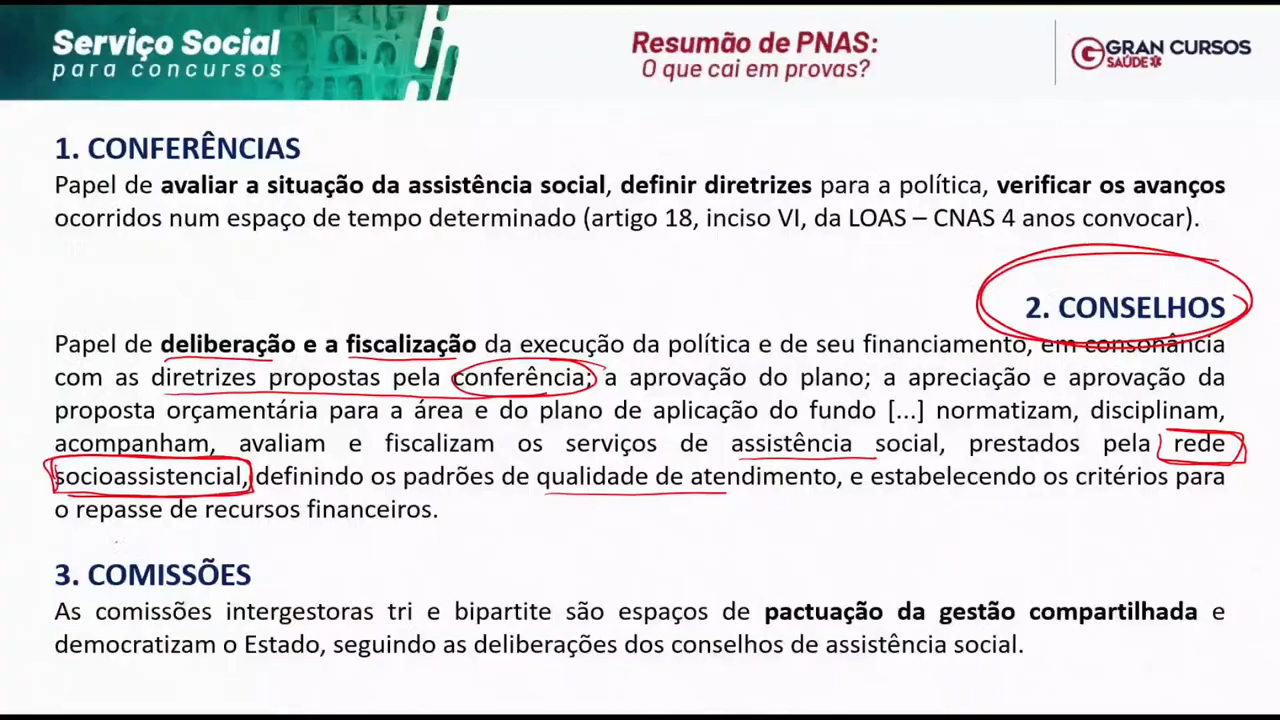 Serviço Social
para concursos
Resumão de PNAS:
O que cai em provas?
GRAN CURSOS
SAÚDE
1. CONFERÊNCIAS
Papel de avaliar a situação da assistência social, definir diretrizes para a política, verificar os avanços
ocorridos num espaço de tempo determinado (artigo 18, inciso VI, da LOAS – CNAS 4 anos convocar).
2. CONSELHOS
Papel de deliberação e a fiscalização da execução da política e de seu financiamento, em consonância
com as diretrizes propostas pela conferência; a aprovação do plano; a apreciação e aprovação da
proposta orçamentária para a área e do plano de aplicação do fundo [...] normatizam, disciplinam,
acompanham, avaliam e fiscalizam os serviços de assistência social, prestados pela rede
socioassistencial, definindo os padrões de qualidade de atendimento, e estabelecendo os critérios para
o repasse de recursos financeiros.
3. COMISSÕES
As comissões intergestoras tri e bipartite são espaços de pactuação da gestão compartilhada e
democratizam o Estado, seguindo as deliberações dos conselhos de assistência social.